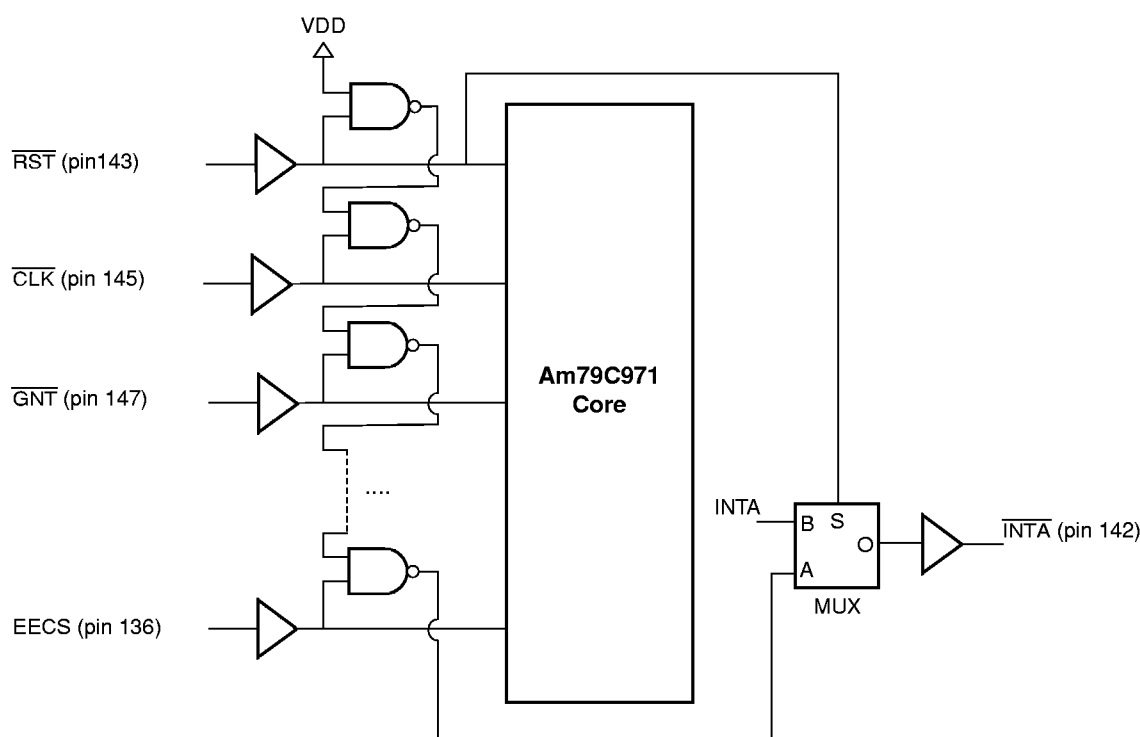 VDD
RST (pin143)
CLK (pin 145)
GNT (pin 147)
Am79C971
Core
....
INTA
B
S
O
A
INTA (pin 142)
MUX
EECS (pin 136)